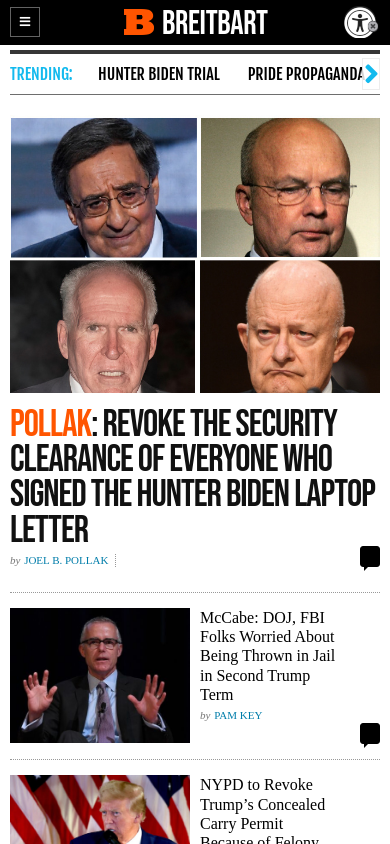 BREITBART
TRENDING:
HUNTER BIDEN TRIAL
PRIDE PROPAGANDA
POLLAK: REVOKE THE SECURITY
CLEARANCE OF EVERYONE WHO
SIGNED THE HUNTER BIDEN LAPTOP
LETTER
by JOEL B. POLLAK
McCabe: DOJ, FBI
Folks Worried About
Being Thrown in Jail
in Second Trump
Term
by PAM KEY
NYPD to Revoke
Trump’s Concealed
Carry Permit
Because of Felony